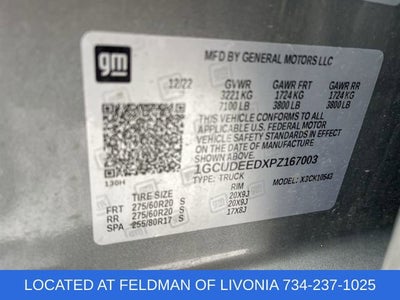 gm
MFD BY GENERAL MOTORS LLC
12/22 GVWR GAWR FRT GAWR RR
3221 KG 1724 KG 1724 KG
7100 LB 3800 LB 3800 LB
THIS VEHICLE CONFORMS TO ALL
APPLICABLE U.S. FEDERAL MOTOR
VEHICLE SAFETY STANDARDS IN
EFFECT ON THE DATE OF
MANUFACTURE SHOWN ABOVE.
1GCUDEEDXPZ167003
TYPE: TRUCK MODEL: X3CK10543
130H
TIRE SIZE RIM
FRT 275/60R20 S 20X9J
RR 275/60R20 S 20X9J
SPA 255/80R17 S 17X8J
LOCATED AT FELDMAN OF LIVONIA 734-237-1025